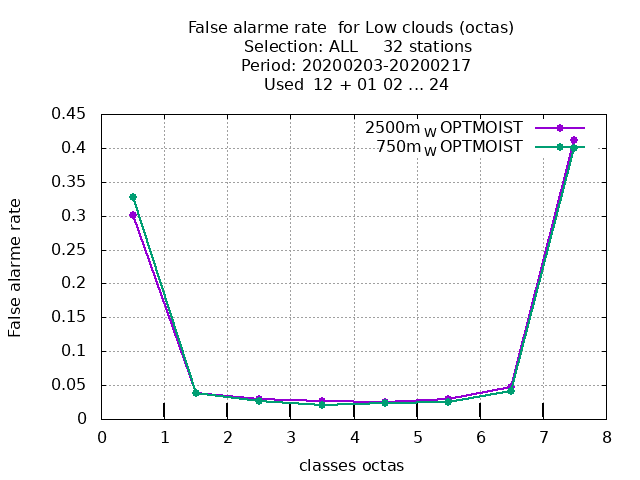 False alarme rate  for Low clouds (octas)
Selection: ALL     32 stations
Period: 20200203-20200217
Used  12 + 01 02 ... 24
2500m W OPTMOIST
750m W OPTMOIST
0.45
0.4
0.35
0.3
0.25
0.2
0.15
0.1
0.05
0
False alarme rate
0 1 2 3 4 5 6 7 8
classes octas